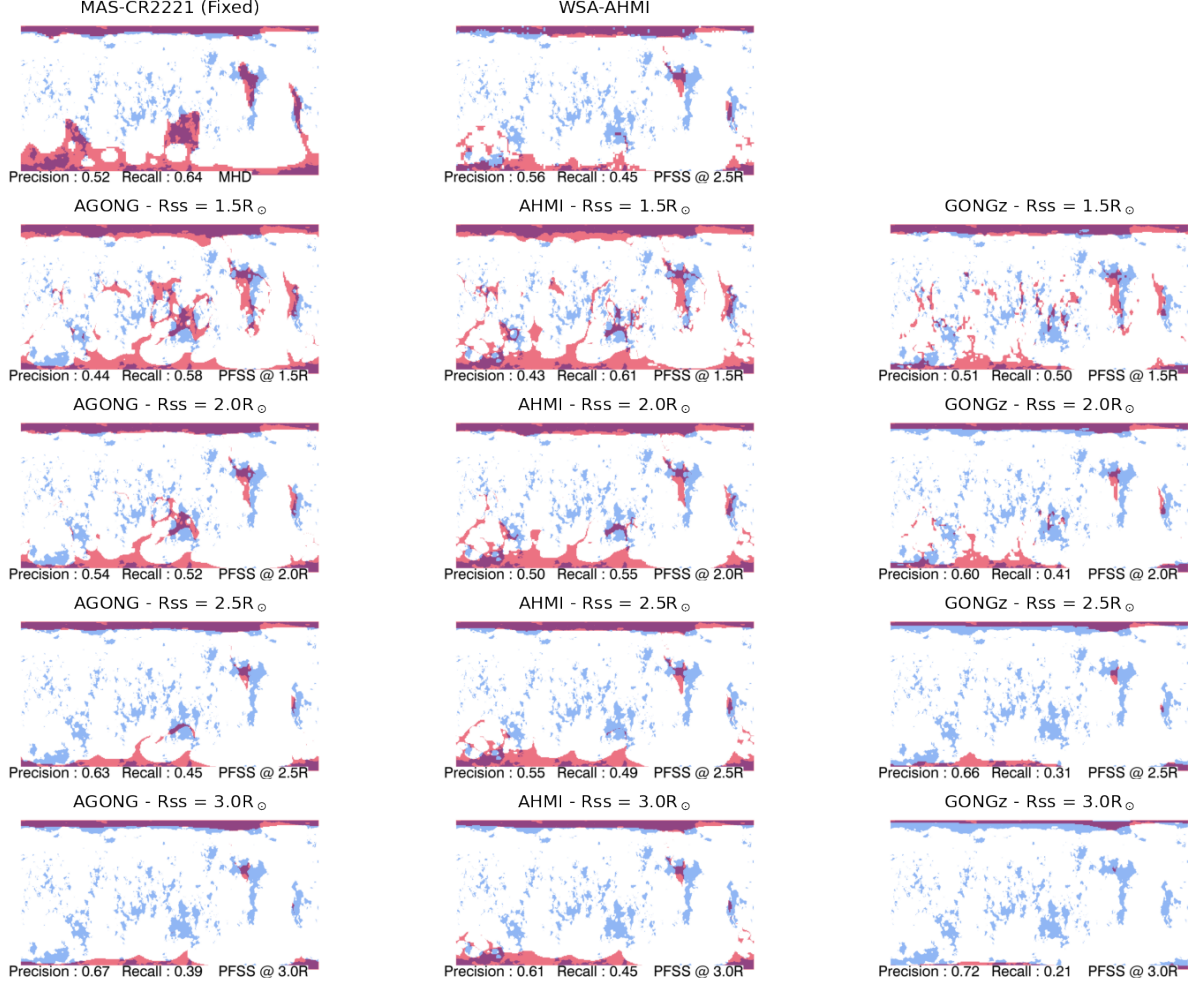 MAS-CR2221 (Fixed)
WSA-AHMI
Precision : 0.52 Recall : 0.64 MHD
Precision : 0.56 Recall : 0.45 PFSS @ 2.5R
AGONG - Rss = 1.5R⊙
AHMI - Rss = 1.5R⊙
GONGz - Rss = 1.5R⊙
Precision : 0.44 Recall : 0.58 PFSS @ 1.5R
Precision : 0.43 Recall : 0.61 PFSS @ 1.5R
Precision : 0.51 Recall : 0.50 PFSS @ 1.5R
AGONG - Rss = 2.0R⊙
AHMI - Rss = 2.0R⊙
GONGz - Rss = 2.0R⊙
Precision : 0.54 Recall : 0.52 PFSS @ 2.0R
Precision : 0.50 Recall : 0.55 PFSS @ 2.0R
Precision : 0.60 Recall : 0.41 PFSS @ 2.0R
AGONG - Rss = 2.5R⊙
AHMI - Rss = 2.5R⊙
GONGz - Rss = 2.5R⊙
Precision : 0.63 Recall : 0.45 PFSS @ 2.5R
Precision : 0.55 Recall : 0.49 PFSS @ 2.5R
Precision : 0.66 Recall : 0.31 PFSS @ 2.5R
AGONG - Rss = 3.0R⊙
AHMI - Rss = 3.0R⊙
GONGz - Rss = 3.0R⊙
Precision : 0.67 Recall : 0.39 PFSS @ 3.0R
Precision : 0.61 Recall : 0.45 PFSS @ 3.0R
Precision : 0.72 Recall : 0.21 PFSS @ 3.0R